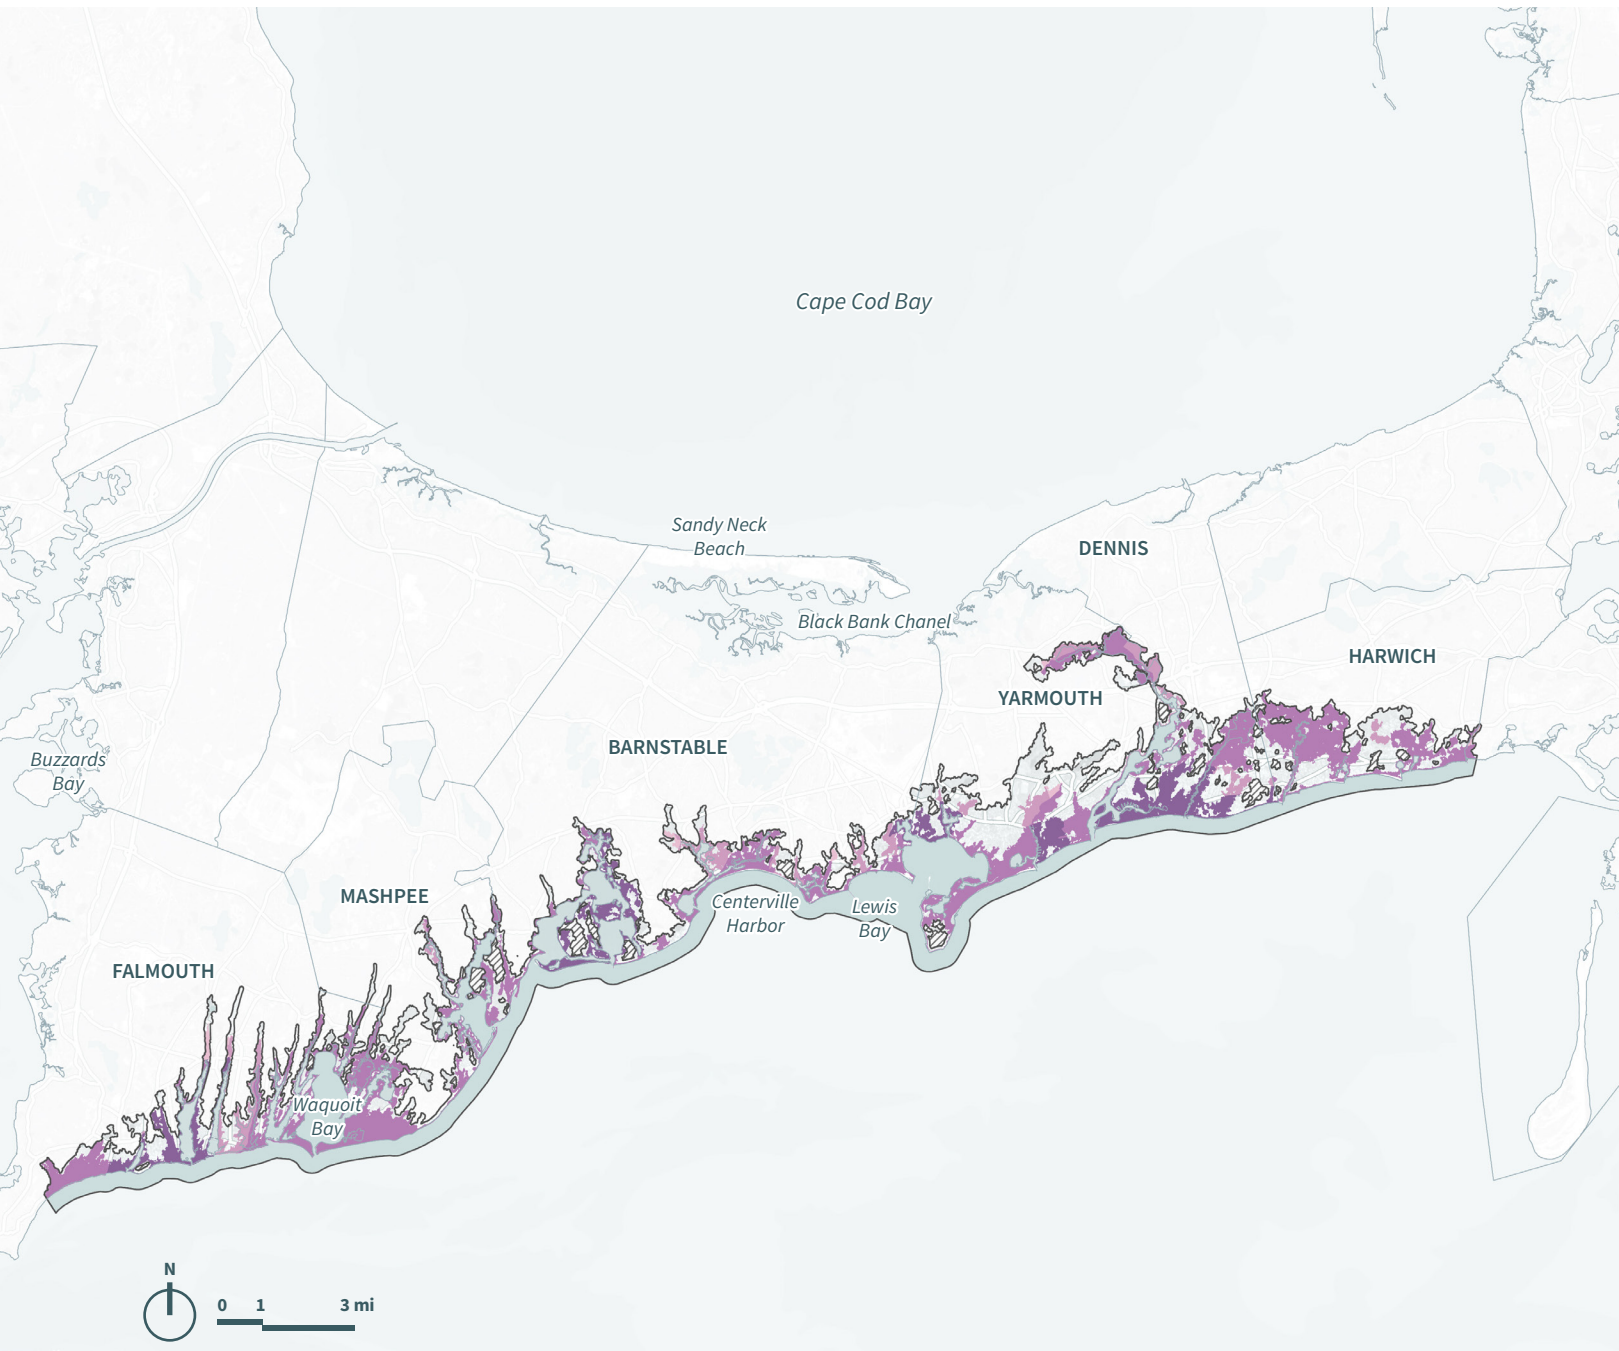 Cape Cod Bay
Sandy Neck
Beach
DENNIS
Black Bank Chanel
HARWICH
YARMOUTH
BARNSTABLE
Buzzards
Bay
MASHPEE
Centerville
Harbor
Lewis
Bay
FALMOUTH
Waquoit
Bay
N
0 1 3 mi